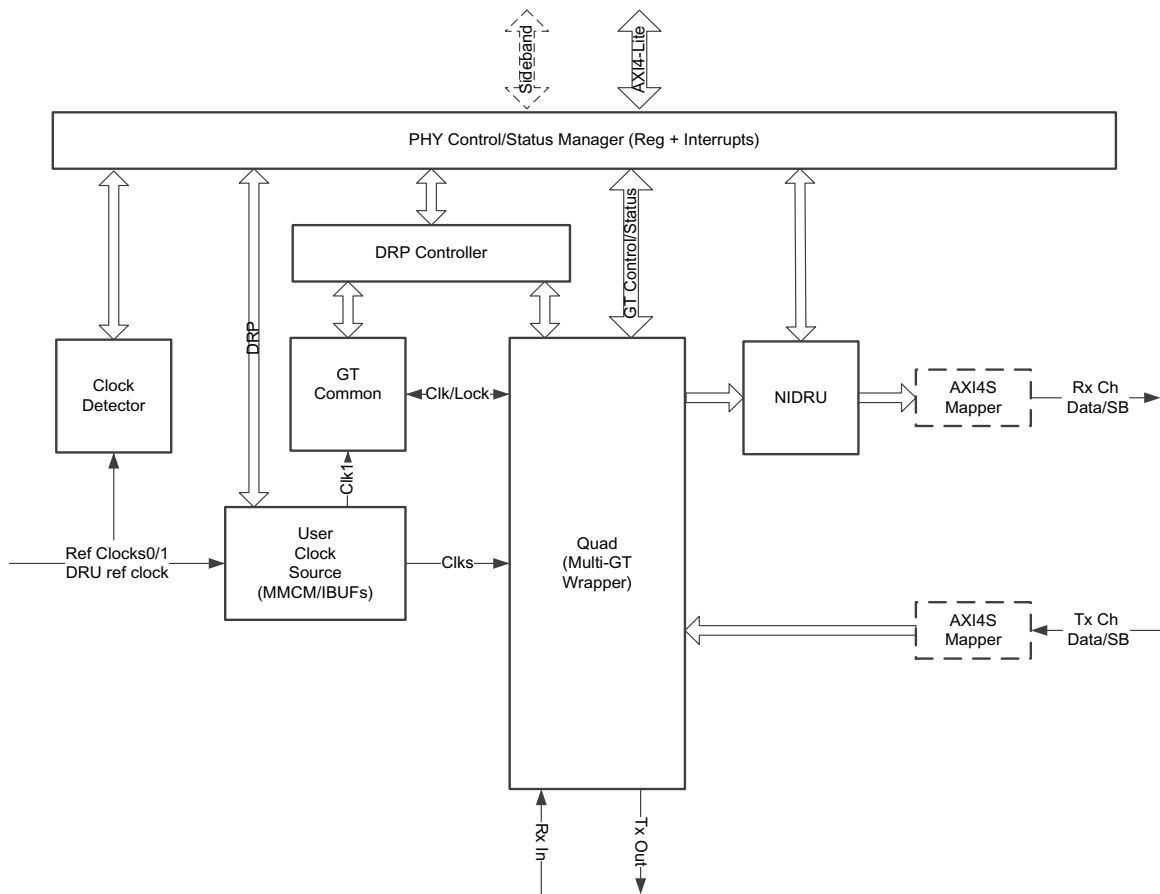 Sideband
AXI4-Lite
PHY Control/Status Manager (Reg + Interrupts)
DRP Controller
GT Control/Status
DRP
Clock
Detector
GT
Common
Clk/Lock
NIDRU
AXI4S
Mapper
Rx Ch
Data/SB
Clk1
Ref Clocks0/1
DRU ref clock
User
Clock
Source
(MMCM/IBUFs)
Clks
Quad
(Multi-GT
Wrapper)
AXI4S
Mapper
Tx Ch
Data/SB
Rx In
Tx Out